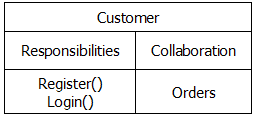 Customer
Responsibilities Collaboration
Register()
Login()
Orders